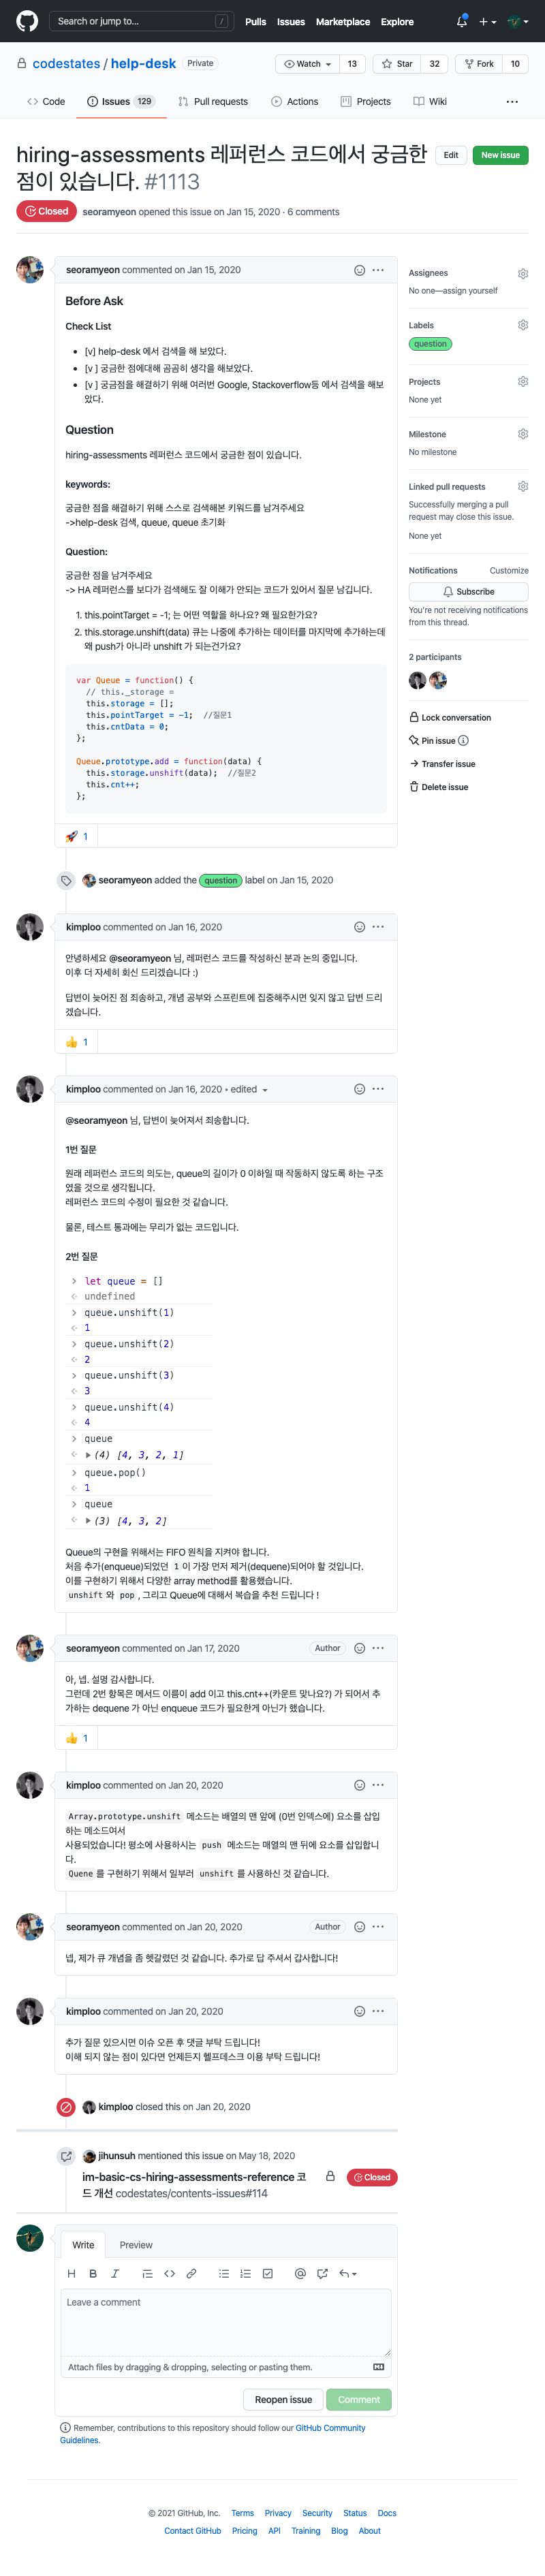 Search or jump to...
/
Pulls Issues Marketplace Explore
codestates / help-desk Private
Watch 13 Star 32 Fork 10
Code Issues 129 Pull requests Actions Projects Wiki
hiring-assessments 레퍼런스 코드에서 궁금한
점이 있습니다. #1113
Edit New issue
Closed seoramyeon opened this issue on Jan 15, 2020 · 6 comments
seoramyeon commented on Jan 15, 2020
Before Ask
Check List
• [v] help-desk 에서 검색을 해 보았다.
• [v ] 궁금한 점에대해 곰곰히 생각을 해보았다.
• [v ] 궁금점을 해결하기 위해 여러번 Google, Stackoverflow등 에서 검색을 해보
았다.
Question
hiring-assessments 레퍼런스 코드에서 궁금한 점이 있습니다.
keywords:
궁금한 점을 해결하기 위해 스스로 검색해본 키워드를 남겨주세요
->help-desk 검색, queue, queue 초기화
Question:
궁금한 점을 남겨주세요
-> HA 레퍼런스를 보다가 검색해도 잘 이해가 안되는 코드가 있어서 질문 남깁니다.
1. this.pointTarget = -1; 는 어떤 역할을 하나요? 왜 필요한가요?
2. this.storage.unshift(data) 큐는 나중에 추가하는 데이터를 마지막에 추가하는데
왜 push가 아니라 unshift 가 되는건가요?
var Queue = function() {
// this._storage =
this.storage = [];
this.pointTarget = -1; //질문1
this.cntData = 0;
};
Queue.prototype.add = function(data) {
this.storage.unshift(data); //질문2
this.cnt++;
};
🚀 1
Assignees
No one—assign yourself
Labels
question
Projects
None yet
Milestone
No milestone
Linked pull requests
Successfully merging a pull
request may close this issue.
None yet
Notifications Customize
Subscribe
You're not receiving notifications
from this thread.
2 participants
Lock conversation
Pin issue
Transfer issue
Delete issue
seoramyeon added the question label on Jan 15, 2020
kimploo commented on Jan 16, 2020
안녕하세요 @seoramyeon 님, 레퍼런스 코드를 작성하신 분과 논의 중입니다.
이후 더 자세히 회신 드리겠습니다 :)
답변이 늦어진 점 죄송하고, 개념 공부와 스프린트에 집중해주시면 잊지 않고 답변 드리
겠습니다.
👍 1
kimploo commented on Jan 16, 2020 • edited
@seoramyeon 님, 답변이 늦어져서 죄송합니다.
1번 질문
원래 레퍼런스 코드의 의도는, queue의 길이가 0 이하일 때 작동하지 않도록 하는 구조
였을 것으로 생각됩니다.
레퍼런스 코드의 수정이 필요한 것 같습니다.
물론, 테스트 통과에는 무리가 없는 코드입니다.
2번 질문
> let queue = []
< undefined
> queue.unshift(1)
< 1
> queue.unshift(2)
< 2
> queue.unshift(3)
< 3
> queue.unshift(4)
< 4
> queue
< ▶(4) [4, 3, 2, 1]
> queue.pop()
< 1
> queue
< ▶(3) [4, 3, 2]
Queue의 구현을 위해서는 FIFO 원칙을 지켜야 합니다.
처음 추가(enqueue)되었던 1 이 가장 먼저 제거(dequene)되어야 할 것입니다.
이를 구현하기 위해서 다양한 array method를 활용했습니다.
unshift 와 pop , 그리고 Queue에 대해서 복습을 추천 드립니다 !
seoramyeon commented on Jan 17, 2020 Author
아, 넵. 설명 감사합니다.
그런데 2번 항목은 메서드 이름이 add 이고 this.cnt++(카운트 맞나요?) 가 되어서 추
가하는 dequene 가 아닌 enqueue 코드가 필요한게 아닌가 했습니다.
👍 1
kimploo commented on Jan 20, 2020
Array.prototype.unshift 메소드는 배열의 맨 앞에 (0번 인덱스에) 요소를 삽입
하는 메소드여서
사용되었습니다! 평소에 사용하시는 push 메소드는 매열의 맨 뒤에 요소를 삽입합니
다.
Quene 를 구현하기 위해서 일부러 unshift 를 사용하신 것 같습니다.
seoramyeon commented on Jan 20, 2020 Author
넵, 제가 큐 개념을 좀 헷갈렸던 것 같습니다. 추가로 답 주셔서 감사합니다!
kimploo commented on Jan 20, 2020
추가 질문 있으시면 이슈 오픈 후 댓글 부탁 드립니다!
이해 되지 않는 점이 있다면 언제든지 헬프데스크 이용 부탁 드립니다!
kimploo closed this on Jan 20, 2020
jihunsuh mentioned this issue on May 18, 2020
im-basic-cs-hiring-assessments-reference 코
드 개선 codestates/contents-issues#114
Closed
Write Preview
H B I
Leave a comment
Attach files by dragging & dropping, selecting or pasting them.
Reopen issue Comment
Remember, contributions to this repository should follow our GitHub Community
Guidelines.
© 2021 GitHub, Inc. Terms Privacy Security Status Docs
Contact GitHub Pricing API Training Blog About